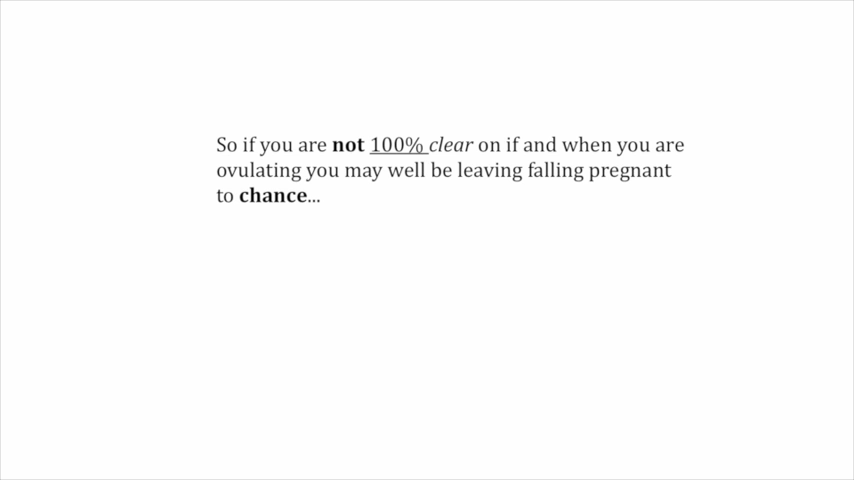 So if you are not 100% clear on if and when you are
ovulating you may well be leaving falling pregnant
to chance...